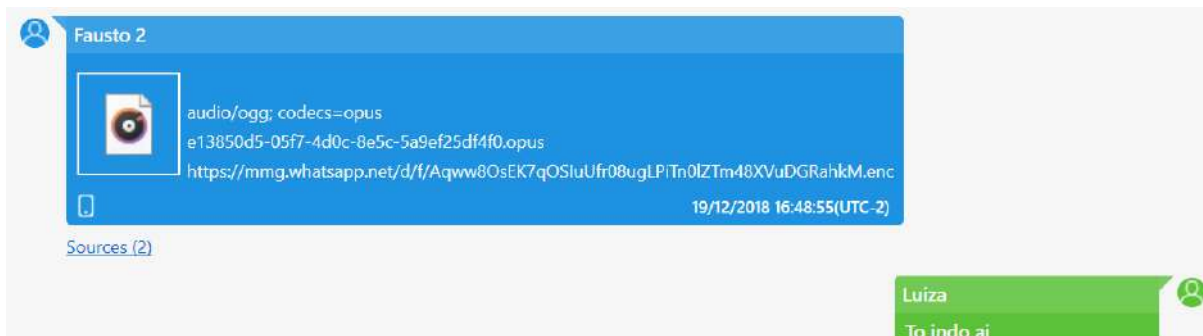 Fausto 2
audio/ogg; codecs=opus
e13850d5-05f7-4d0c-8e5c-5a9ef25df4f0.opus
https://mmg.whatsapp.net/d/f/Aqww8OsEK7qOSIuUfr08ugLPiTn0lZTm48XVuDGRahkM.enc
19/12/2018 16:48:55(UTC-2)
Sources (2)
Luiza
To indo ai